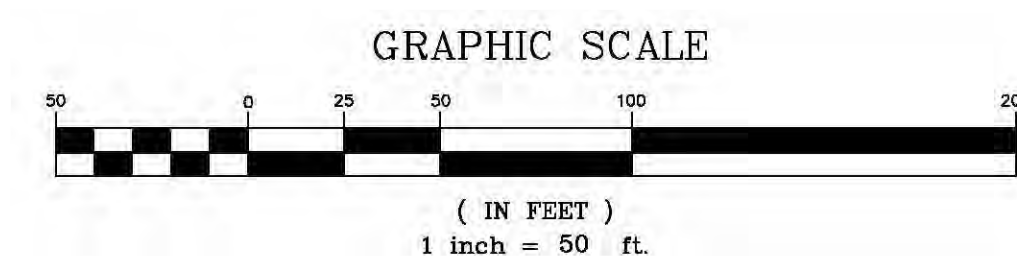 GRAPHIC SCALE
50 0 25 50 100 20
( IN FEET )
1 inch = 50 ft.